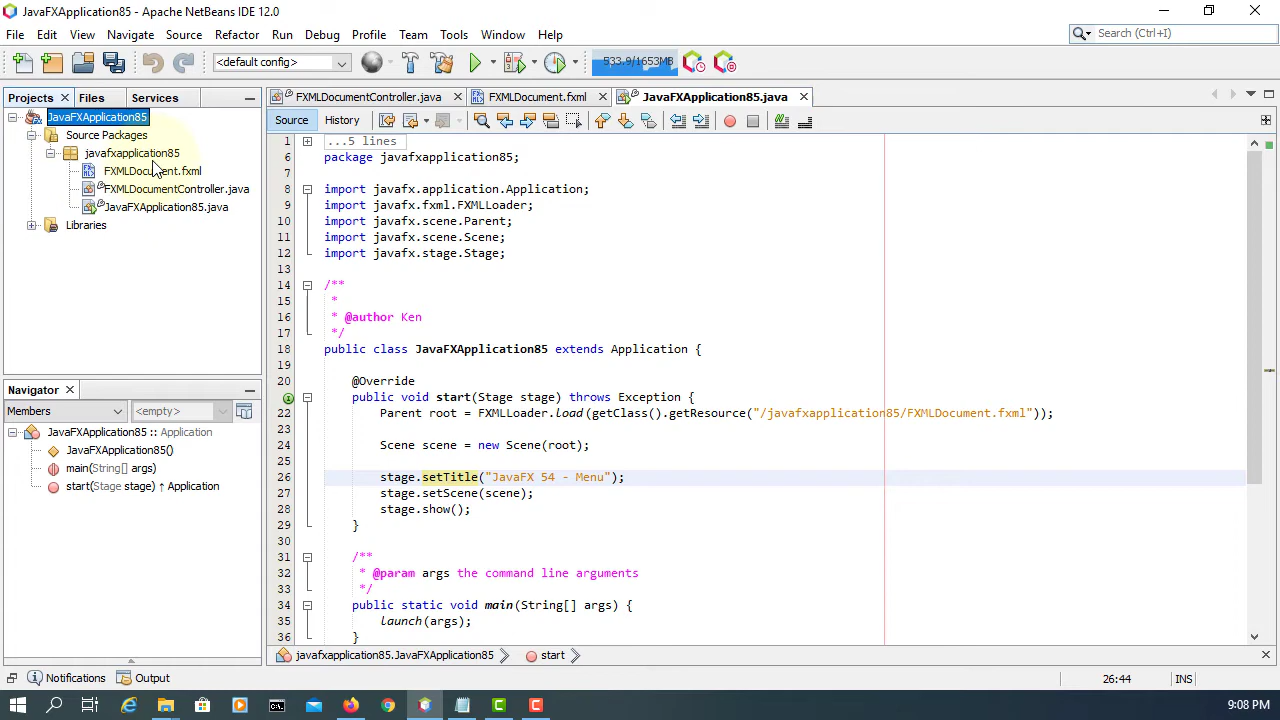 JavaFXApplication85 - Apache NetBeans IDE 12.0
File Edit View Navigate Source Refactor Run Debug Profile Team Tools Window Help
Search (Ctrl+I)
<default config>
533.9/1653MB
Projects Files Services
FXMLDocumentController.java FXMLDocument.fxml JavaFXApplication85.java
JavaFXApplication85
Source Packages
javafxapplication85
FXMLDocument.fxml
FXMLDocumentController.java
JavaFXApplication85.java
Libraries
Source History
1 ...5 lines
6 package javafxapplication85;
7
8 import javafx.application.Application;
9 import javafx.fxml.FXMLLoader;
10 import javafx.scene.Parent;
11 import javafx.scene.Scene;
12 import javafx.stage.Stage;
13
14 /**
15 *
16 * @author Ken
17 */
18 public class JavaFXApplication85 extends Application {
19
20 @Override
public void start(Stage stage) throws Exception {
22 Parent root = FXMLLoader.load(getClass().getResource("/javafxapplication85/FXMLDocument.fxml"));
23
24 Scene scene = new Scene(root);
25
26 stage.setTitle("JavaFX 54 - Menu");
27 stage.setScene(scene);
28 stage.show();
29 }
30
31 /**
32 * @param args the command line arguments
33 */
34 public static void main(String[] args) {
35 launch(args);
36 }
Navigator
Members <empty>
JavaFXApplication85 :: Application
JavaFXApplication85()
main(String[] args)
start(Stage stage) ↑ Application
javafxapplication85.JavaFXApplication85 start
Notifications Output
26:44 INS
9:08 PM